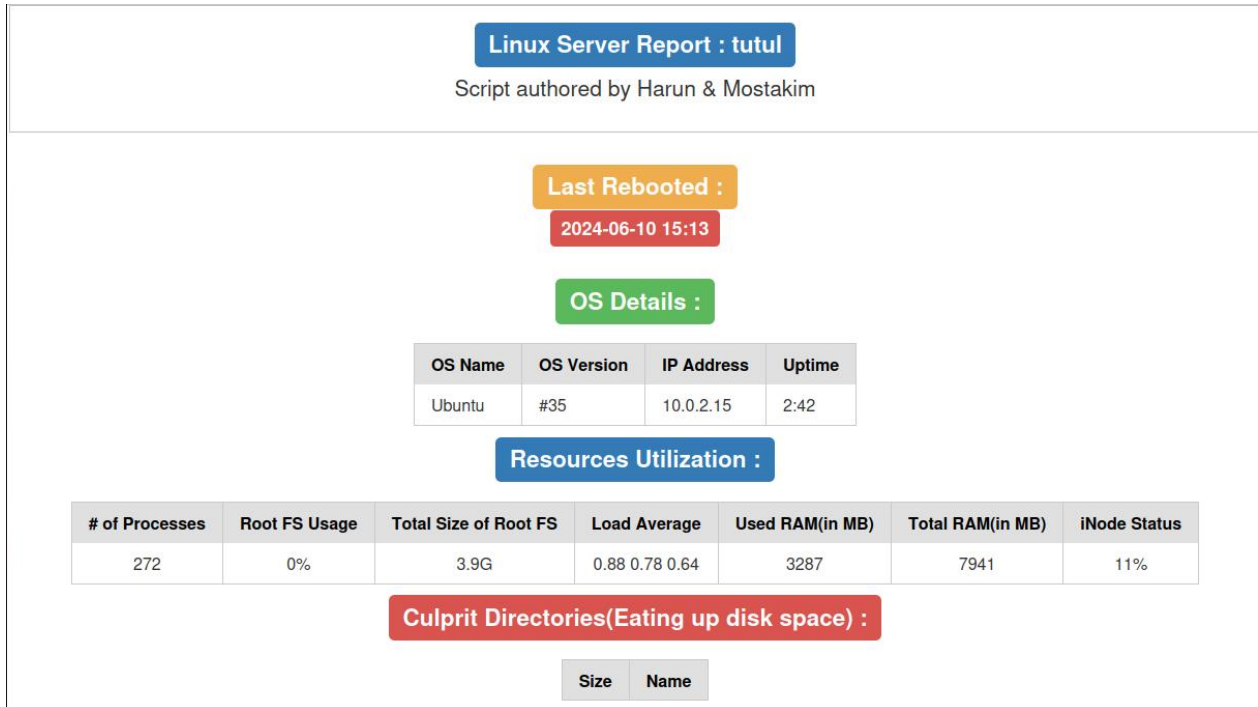 Linux Server Report : tutul
Script authored by Harun & Mostakim
Last Rebooted :
2024-06-10 15:13
OS Details :
OS Name OS Version IP Address Uptime
Ubuntu #35 10.0.2.15 2:42
Resources Utilization :
# of Processes Root FS Usage Total Size of Root FS Load Average Used RAM(in MB) Total RAM(in MB) iNode Status
272 0% 3.9G 0.88 0.78 0.64 3287 7941 11%
Culprit Directories(Eating up disk space) :
Size Name